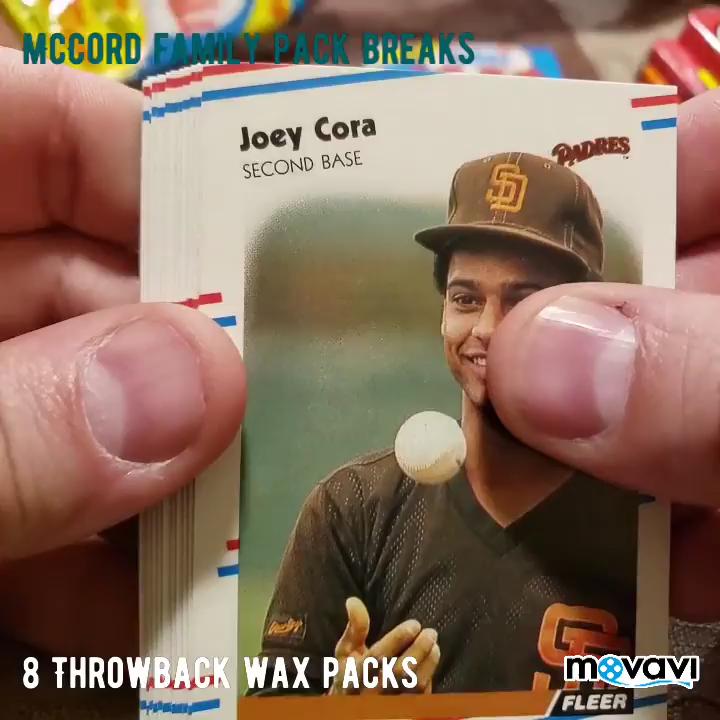 MCCORD FAMILY PACK BREAKS
Joey Cora
SECOND BASE
PADRES
SD
FLEER
8 THROWBACK WAX PACKS
movavi